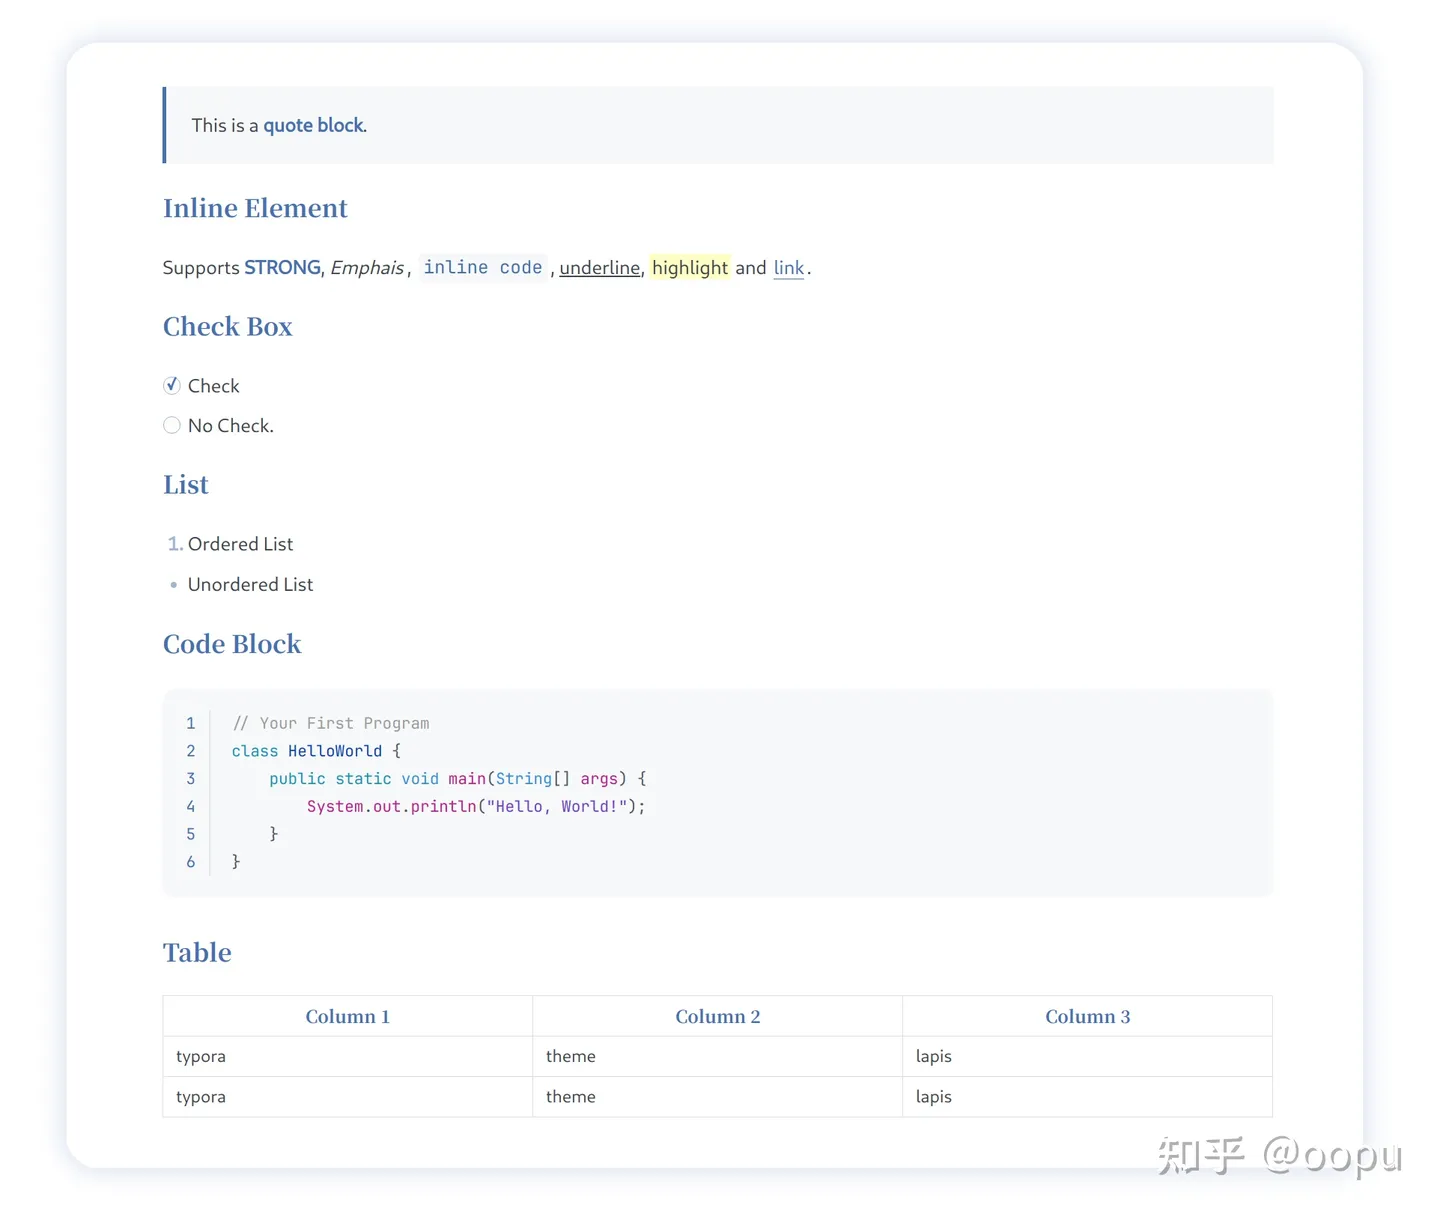 This is a quote block.
Inline Element
Supports STRONG, Emphais, inline code, underline, highlight and link.
Check Box
Check
No Check.
List
1. Ordered List
• Unordered List
Code Block
1 // Your First Program
2 class HelloWorld {
3     public static void main(String[] args) {
4         System.out.println("Hello, World!");
5     }
6 }
Table
Column 1 Column 2 Column 3
typora theme lapis
typora theme lapis
知乎 @oopu